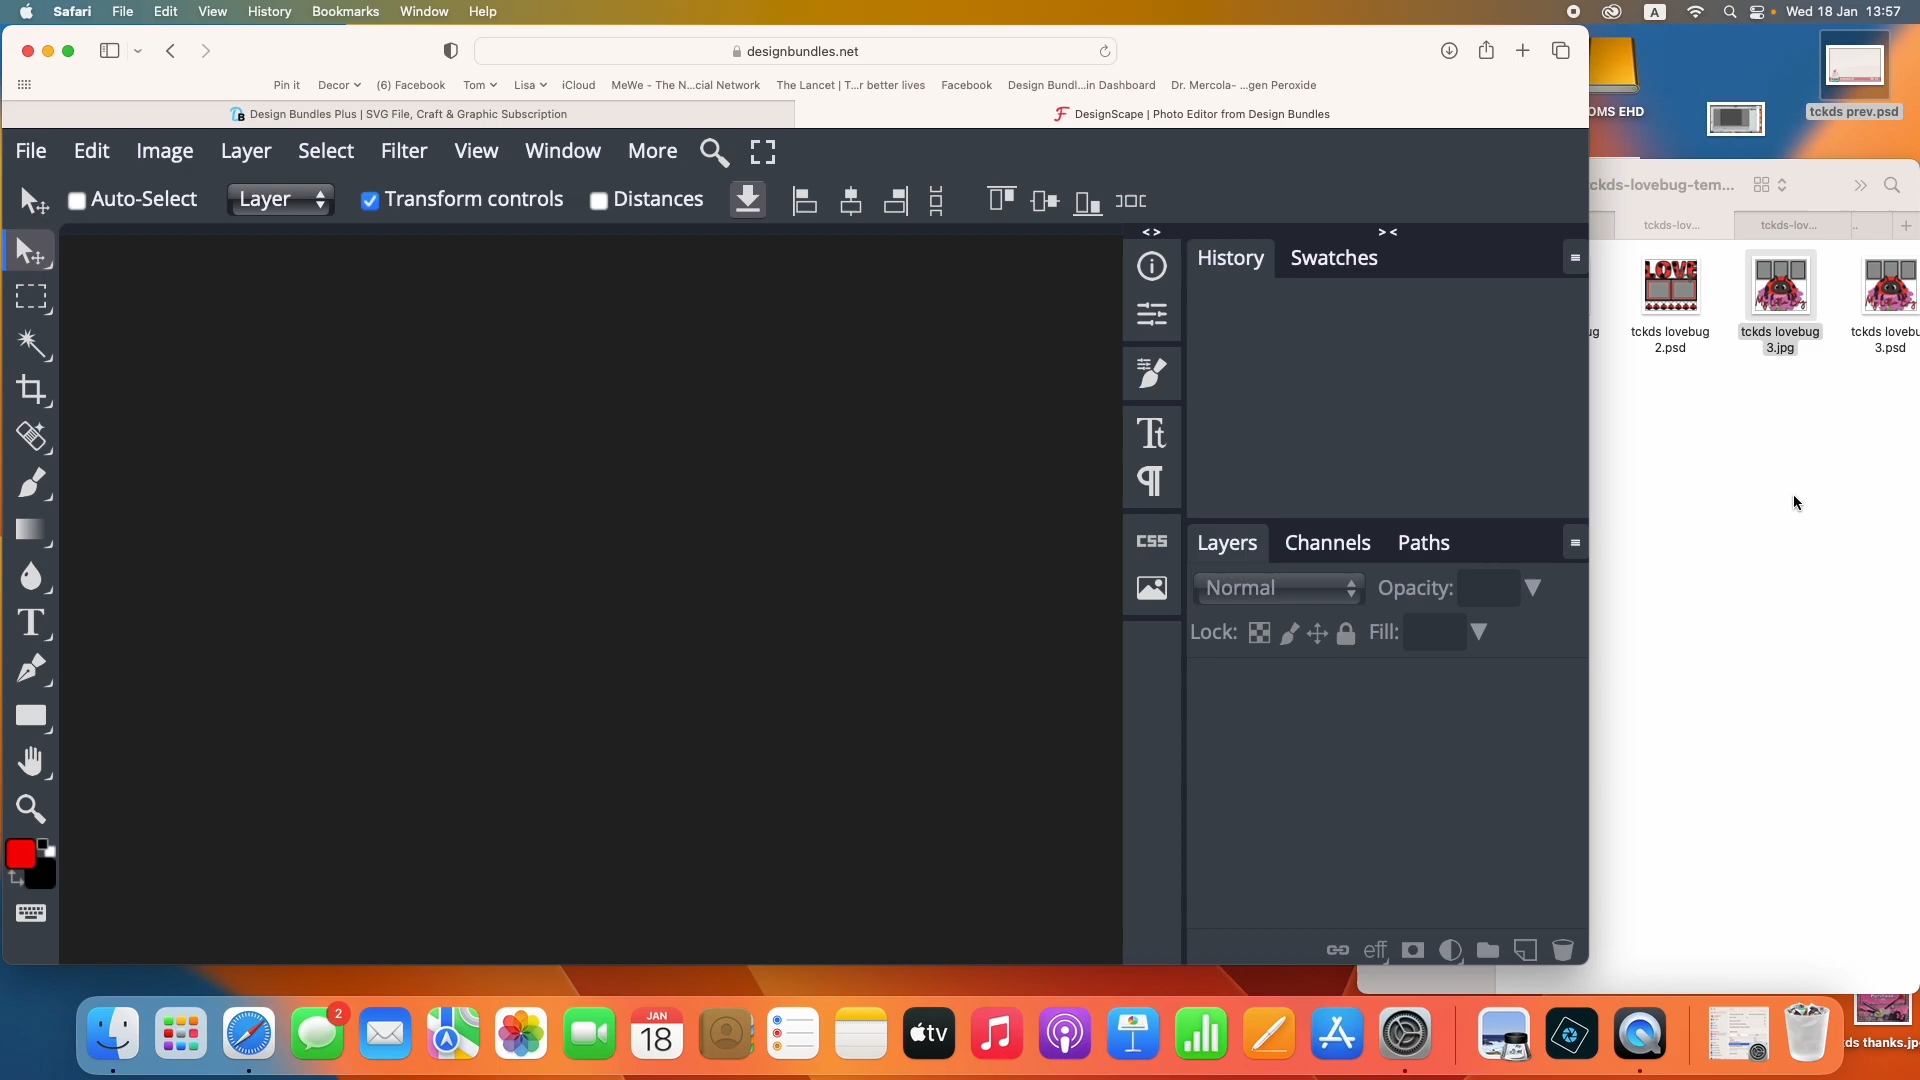 Safari File Edit View History Bookmarks Window Help
A Wed 18 Jan 13:57
designbundles.net
Pin it Decor (6) Facebook Tom Lisa iCloud MeWe - The N...cial Network The Lancet | T...r better lives Facebook Design Bundl...in Dashboard Dr. Mercola- ...gen Peroxide
Design Bundles Plus | SVG File, Craft & Graphic Subscription
DesignScape | Photo Editor from Design Bundles
File Edit Image Layer Select Filter View Window More
Auto-Select Layer Transform controls Distances
History Swatches
CSS
Layers Channels Paths
Normal Opacity:
Lock: Fill:
eff
OMS EHD
tckds prev.psd
ckds-lovebug-tem...
tckds-lov...
tckds-lov...
..
ug
tckds lovebug
2.psd
tckds lovebug
3.jpg
tckds lovebu
3.psd
LOVE
2
JAN
18
tv
ds thanks.jp